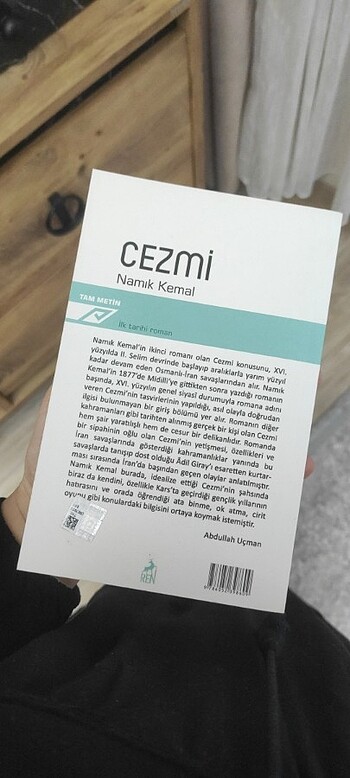 CEZMİ
Namık Kemal
TAM METİN
İlk tarihi roman
Namık Kemal'in ikinci romanı olan Cezmi konusunu, XVI.
yüzyılda II. Selim devrinde başlayıp aralıklarla yarım yüzyıl
kadar devam eden Osmanlı-İran savaşlarından alır. Namık
Kemal'in 1877'de Midilli'ye gittikten sonra yazdığı romanın
başında, XVI. yüzyılın genel siyasî durumuyla romana adını
veren Cezmi'nin tasvirlerinin yapıldığı, asıl olayla doğrudan
ilgisi bulunmayan bir giriş bölümü yer alır. Romanın diğer
kahramanları gibi tarihten alınmış gerçek bir kişi olan Cezmi
hem şair yaratılışlı hem de cesur bir delikanlıdır. Romanda
bir sipahinin oğlu olan Cezmi'nin yetişmesi, özellikleri ve
İran savaşlarında gösterdiği kahramanlıklar yanında bu
savaşlarda tanışıp dost olduğu Âdil Giray'ı esaretten kurtar-
ması sırasında İran'da başından geçen olaylar anlatılmıştır.
Namık Kemal burada, idealize ettiği Cezmi'nin şahsında
biraz da kendini, özellikle Kars'ta geçirdiği gençlik yıllarının
hatırasını ve orada öğrendiği ata binme, ok atma, cirit
oyunu gibi konulardaki bilgisini ortaya koymak istemiştir.
Abdullah Uçman
REN